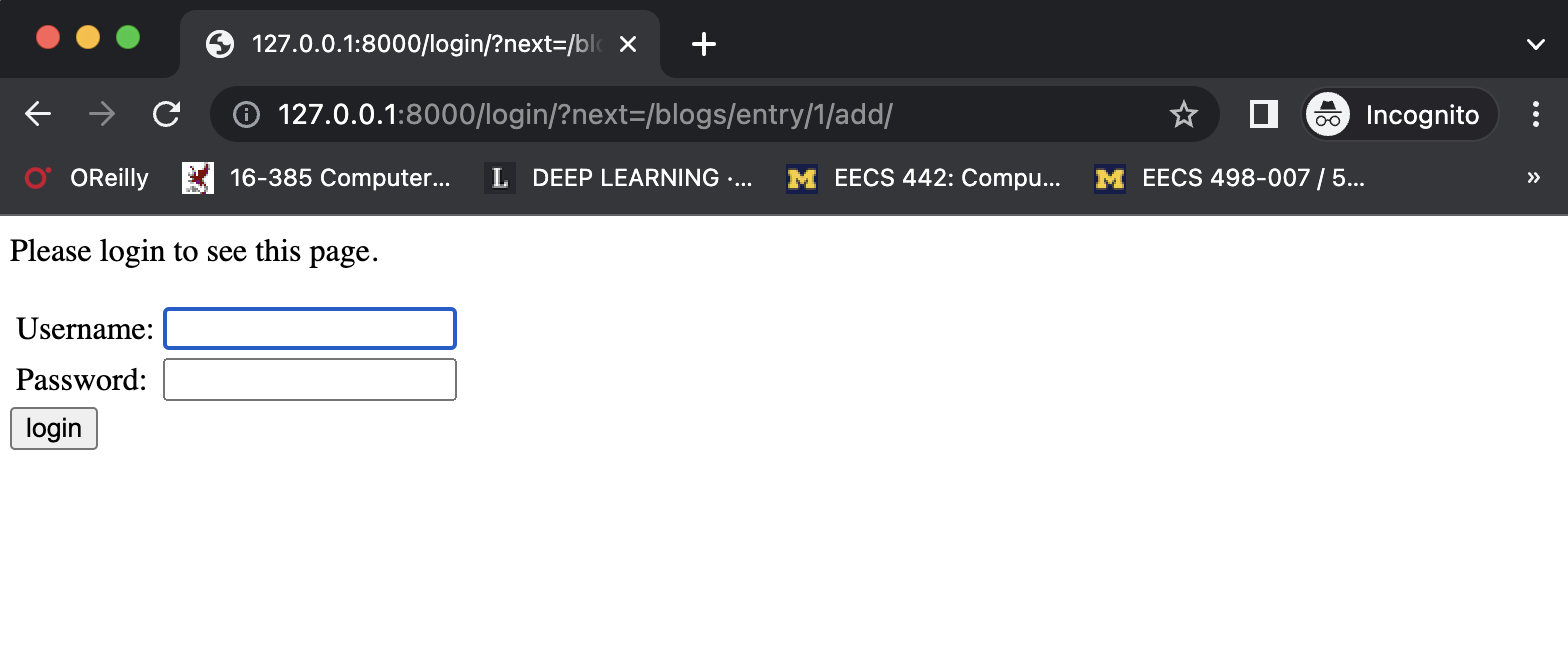 127.0.0.1:8000/login/?next=/blo
127.0.0.1:8000/login/?next=/blogs/entry/1/add/
Incognito
OReilly
16-385 Computer...
L
DEEP LEARNING ·...
M
EECS 442: Compu...
M
EECS 498-007 / 5...
»
Please login to see this page.
Username:
Password:
login